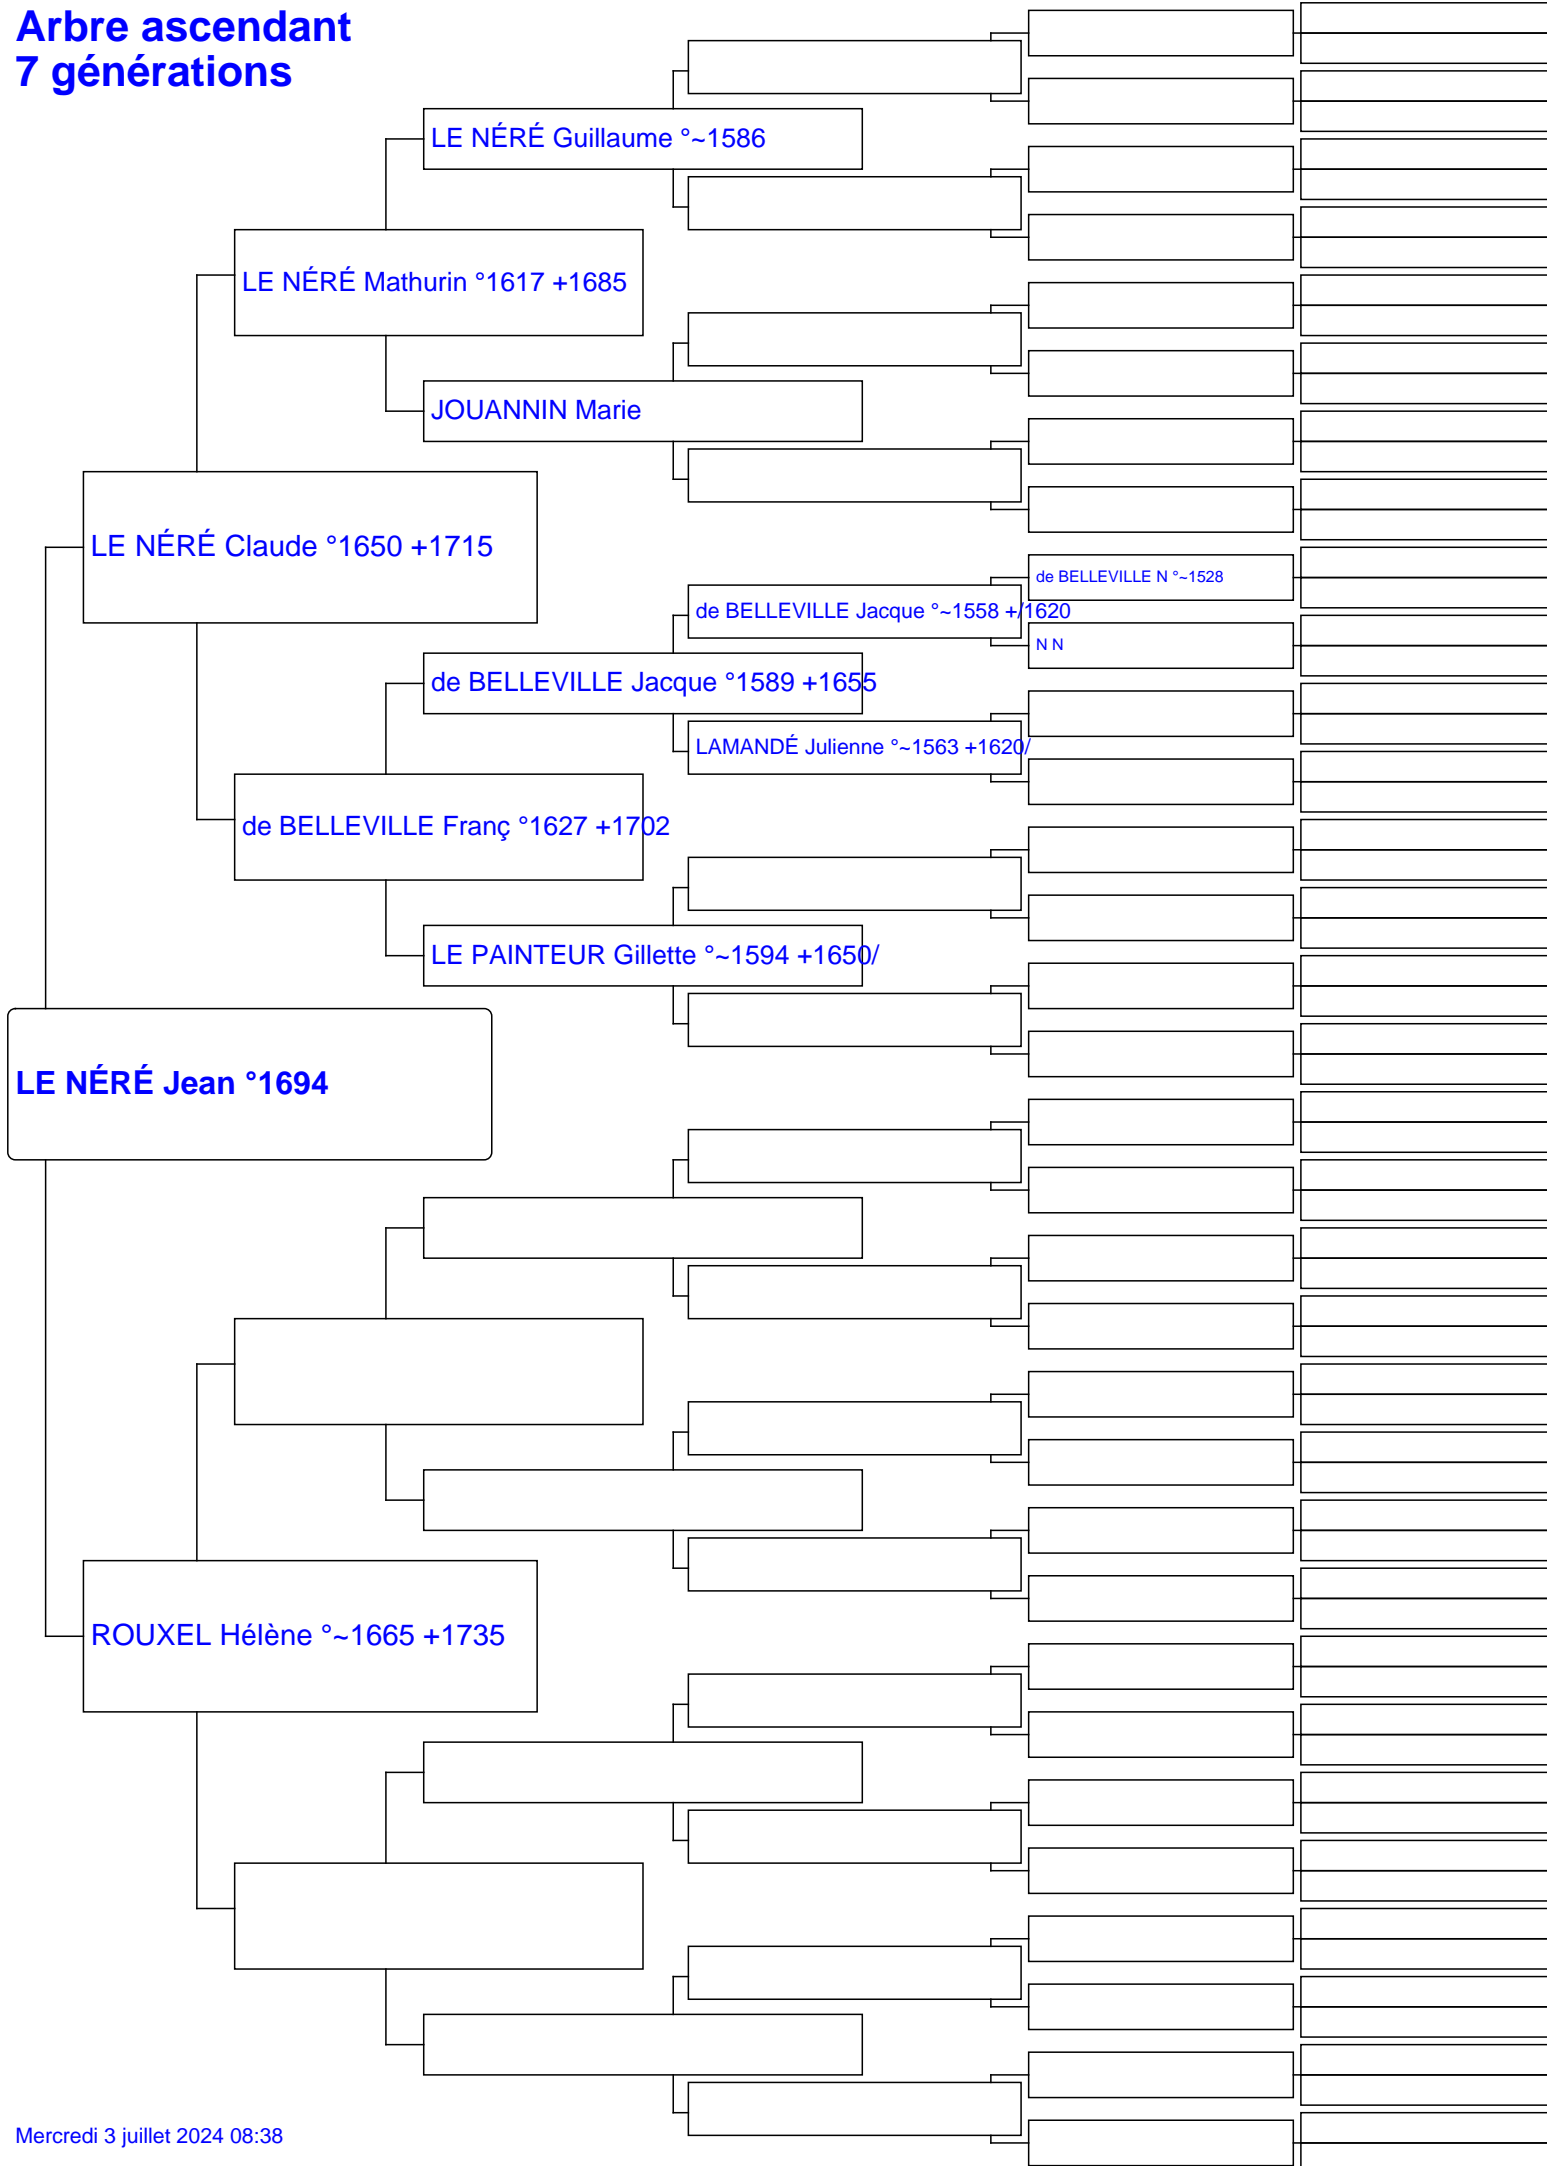 Arbre ascendant
7 générations
LE NÉRÉ Guillaume °~1586
LE NÉRÉ Mathurin °1617 +1685
JOUANNIN Marie
LE NÉRÉ Claude °1650 +1715
de BELLEVILLE N °~1528
de BELLEVILLE Jacque °~1558 +/1620
N N
de BELLEVILLE Jacque °1589 +1655
LAMANDÉ Julienne °~1563 +1620/
de BELLEVILLE Franç °1627 +1702
LE PAINTEUR Gillette °~1594 +1650/
LE NÉRÉ Jean °1694
ROUXEL Hélène °~1665 +1735
Mercredi 3 juillet 2024 08:38